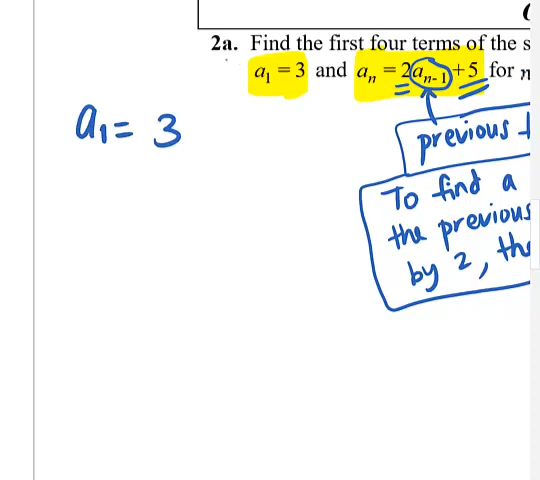 2a. Find the first four terms of the
a₁ = 3 and aₙ = 2aₙ₋₁ + 5 for
a₁ = 3
previous
To find a
the previous
by 2, the